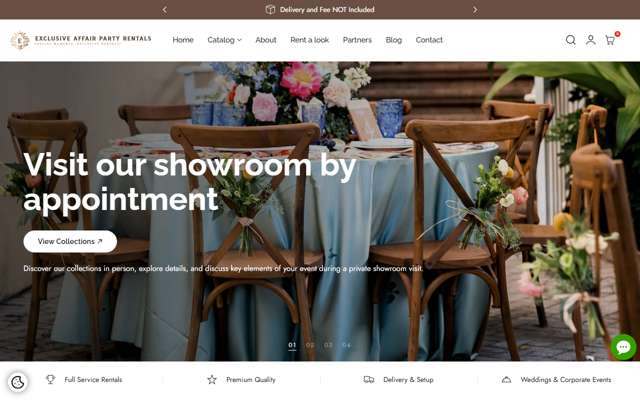 Delivery and Fee NOT Included
EXCLUSIVE AFFAIR PARTY RENTALS
Home Catalog About Rent a look Partners Blog Contact
0
Visit our showroom by
appointment
View Collections
Discover our collections in person, explore details, and discuss key elements of your event during a private showroom visit.
01 02 03 04
Full Service Rentals Premium Quality Delivery & Setup Weddings & Corporate Events